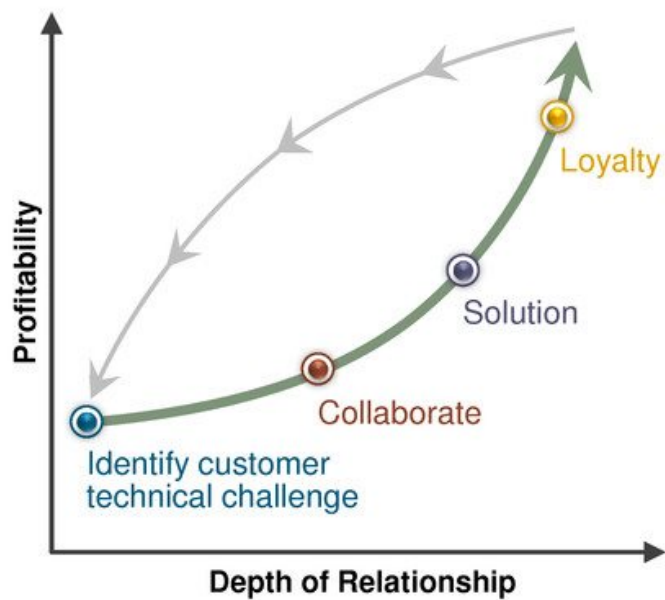 Profitability
Loyalty
Solution
Collaborate
Identify customer
technical challenge
Depth of Relationship